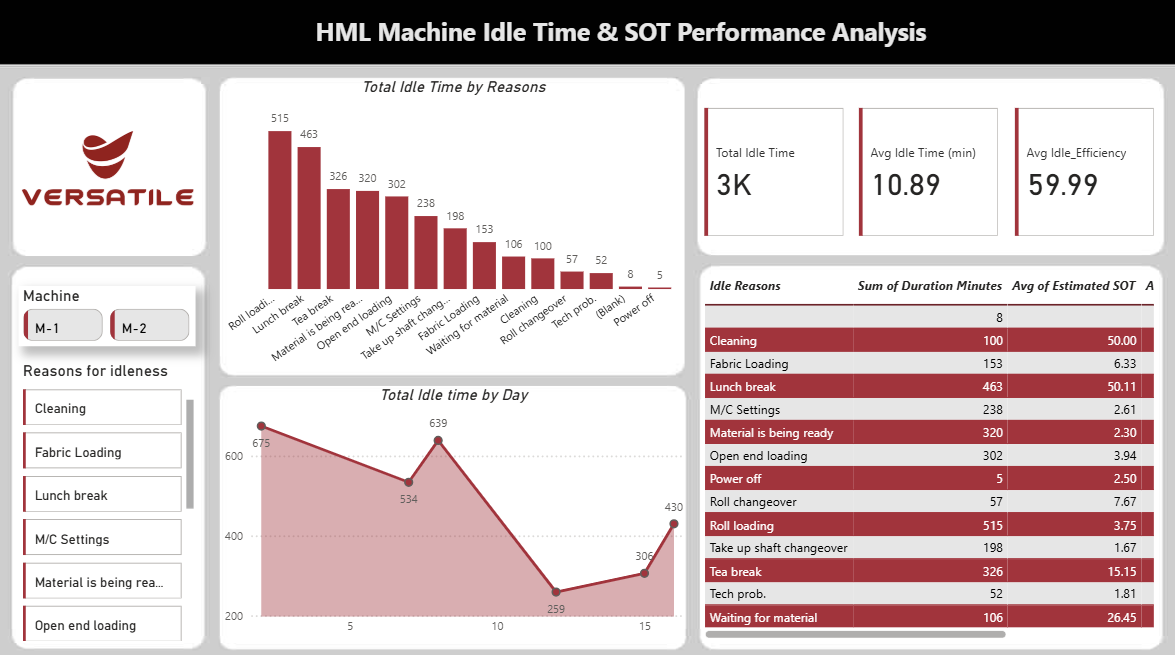 HML Machine Idle Time & SOT Performance Analysis
VERSATILE
Machine
M-1
M-2
Reasons for idleness
Cleaning
Fabric Loading
Lunch break
M/C Settings
Material is being rea...
Open end loading
Total Idle Time by Reasons
515
463
326
320
302
238
198
153
106
100
57
52
8
5
Roll loadi...
Lunch break
Tea break
Material is being rea...
Open end loading
M/C Settings
Take up shaft chang...
Fabric Loading
Waiting for material
Cleaning
Roll changeover
Tech prob.
(Blank)
Power off
Total Idle time by Day
600
400
200
675
534
639
259
306
430
5
10
15
Total Idle Time
3K
Avg Idle Time (min)
10.89
Avg Idle_Efficiency
59.99
Idle Reasons Sum of Duration Minutes Avg of Estimated SOT A
8
Cleaning 100 50.00
Fabric Loading 153 6.33
Lunch break 463 50.11
M/C Settings 238 2.61
Material is being ready 320 2.30
Open end loading 302 3.94
Power off 5 2.50
Roll changeover 57 7.67
Roll loading 515 3.75
Take up shaft changeover 198 1.67
Tea break 326 15.15
Tech prob. 52 1.81
Waiting for material 106 26.45